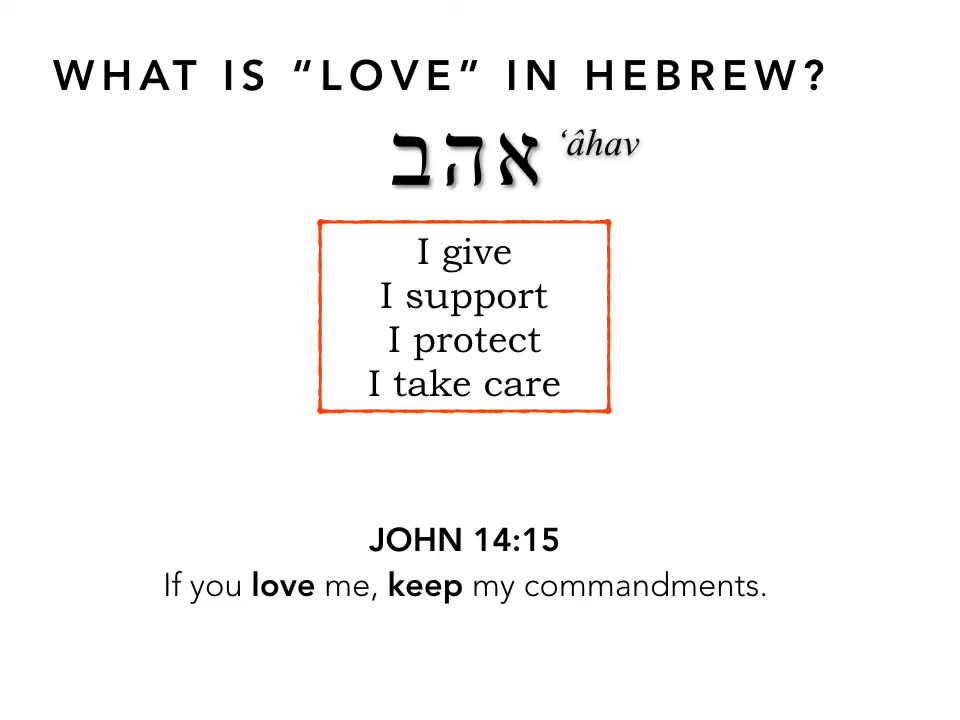 WHAT IS “LOVE” IN HEBREW?
אהב ‘âhav
I give
I support
I protect
I take care
JOHN 14:15
If you love me, keep my commandments.